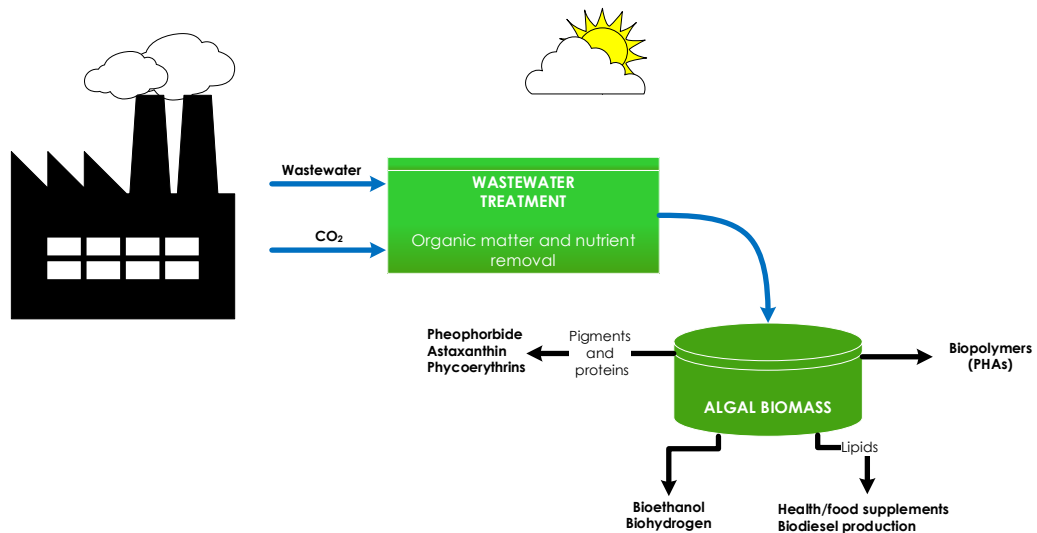 Wastewater
WASTEWATER
TREATMENT
CO₂
Organic matter and nutrient
removal
Pheophorbide
Astaxanthin
Phycoerythrins
Pigments
and
proteins
Biopolymers
(PHAs)
ALGAL BIOMASS
Lipids
Bioethanol
Biohydrogen
Health/food supplements
Biodiesel production